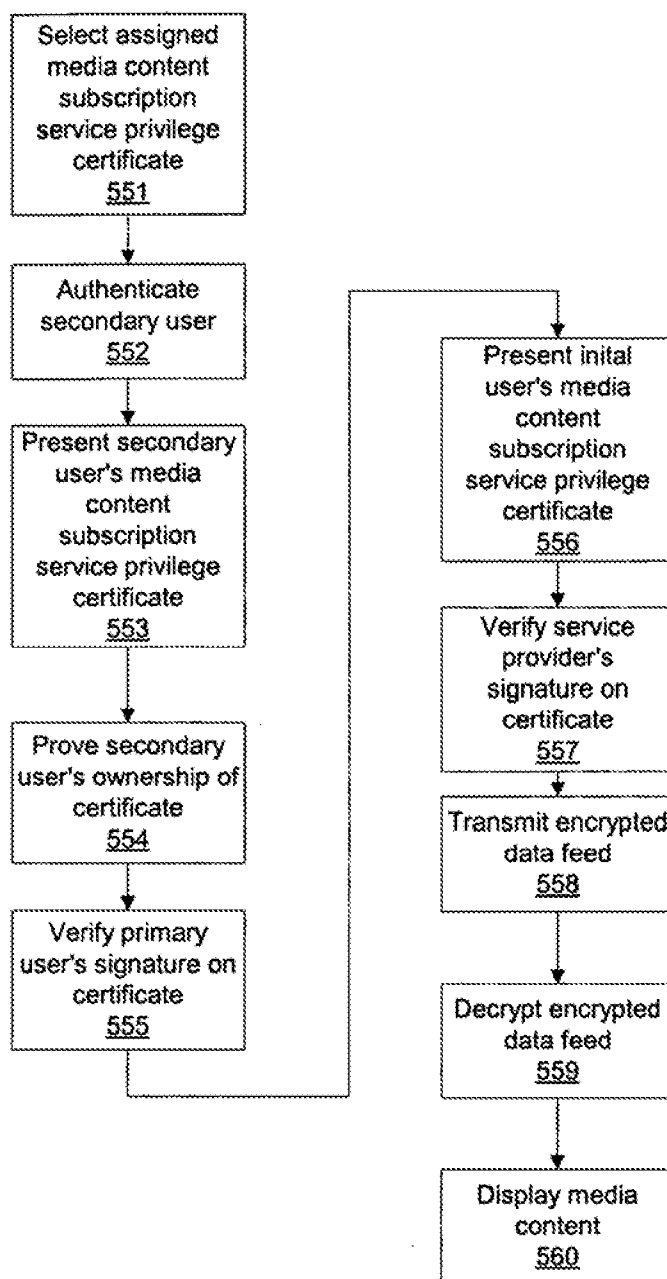 Select assigned
media content
subscription
service privilege
certificate
551
Authenticate
secondary user
552
Present secondary
user's media
content
subscription
service privilege
certificate
553
Prove secondary
user's ownership of
certificate
554
Verify primary
user's signature on
certificate
555
Present inital
user's media
content
subscription
service privilege
certificate
556
Verify service
provider's
signature on
certificate
557
Transmit encrypted
data feed
558
Decrypt encrypted
data feed
559
Display media
content
560